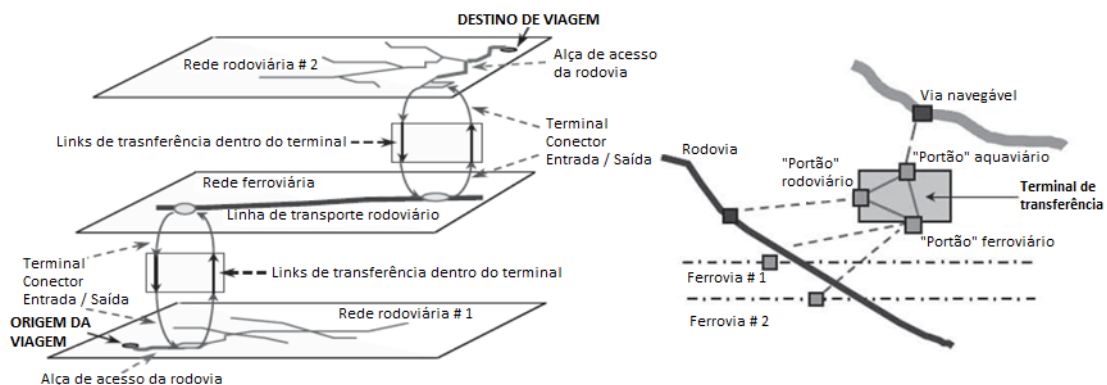 DESTINO DE VIAGEM
Rede rodoviária # 2
Alça de acesso
da rodovia
Links de trasnferência dentro do terminal
Terminal
Conector
Entrada / Saída
Rede ferroviária
Linha de transporte rodoviário
Terminal
Conector
Entrada / Saída
Links de transferência dentro do terminal
ORIGEM DA
VIAGEM
Rede rodoviária # 1
Alça de acesso da rodovia
Via navegável
Rodovia
"Portão" aquaviário
"Portão"
rodoviário
Terminal de
transferência
"Portão" ferroviário
Ferrovia # 1
Ferrovia # 2